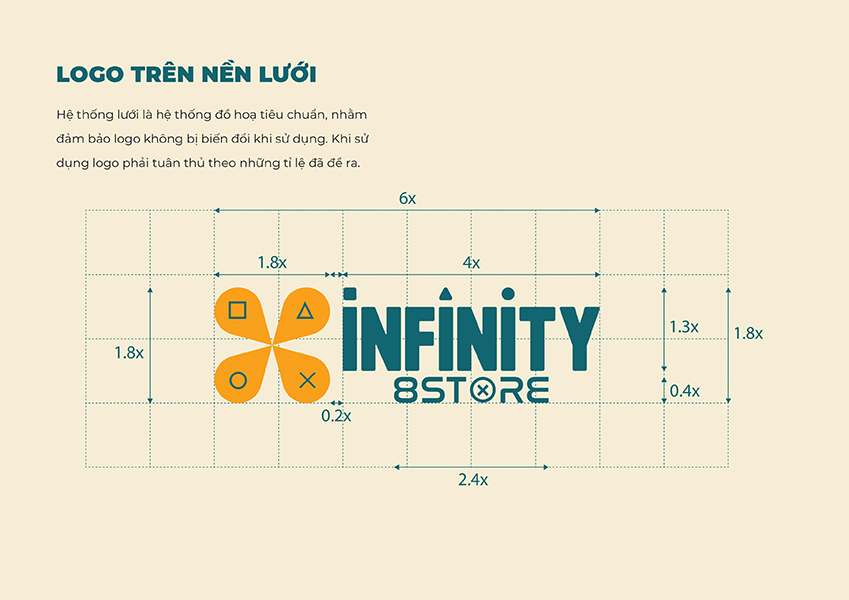 LOGO TRÊN NỀN LƯỚI
Hệ thống lưới là hệ thống đồ hoạ tiêu chuẩn, nhằm
đảm bảo logo không bị biến đổi khi sử dụng. Khi sử
dụng logo phải tuân thủ theo những tỉ lệ đã đề ra.
6x
1.8x
4x
INFINITY
1.3x
1.8x
1.8x
8STORE
0.4x
0.2x
2.4x